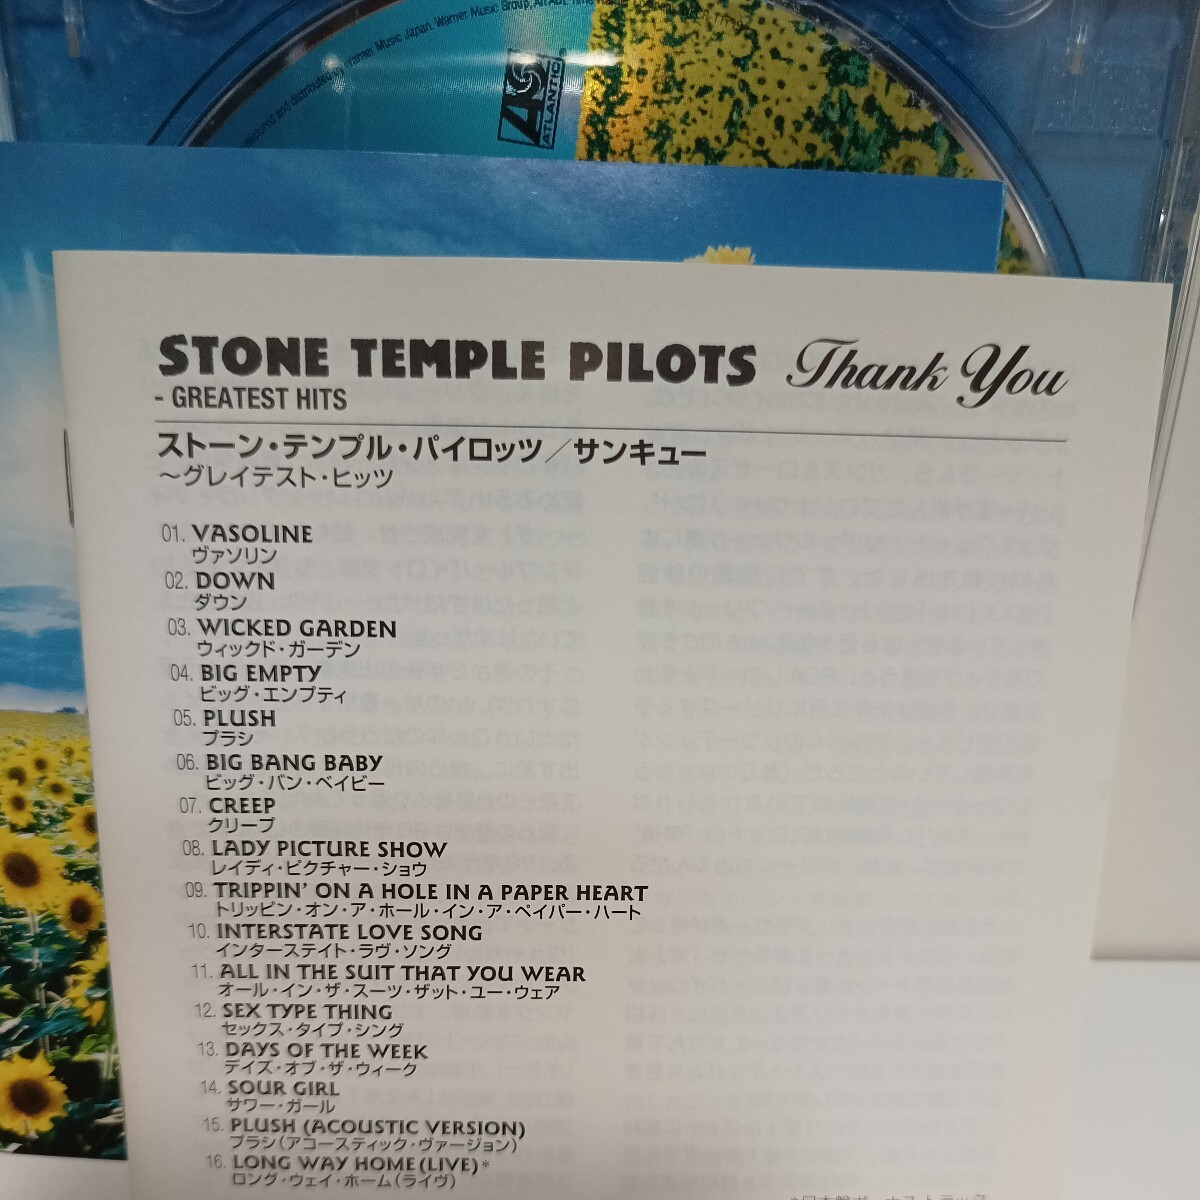 Warner Music Japan, Warner Music Group, An
ATLANTIC
STONE TEMPLE PILOTS Thank You
- GREATEST HITS
ストーン・テンプル・パイロッツ／サンキュー
～グレイテスト・ヒッツ
01. VASOLINE
ヴァソリン
02. DOWN
ダウン
03. WICKED GARDEN
ウィックド・ガーデン
04. BIG EMPTY
ビッグ・エンプティ
05. PLUSH
プラシ
06. BIG BANG BABY
ビッグ・バン・ベイビー
07. CREEP
クリープ
08. LADY PICTURE SHOW
レイディ・ピクチャー・ショウ
09. TRIPPIN' ON A HOLE IN A PAPER HEART
トリッピン・オン・ア・ホール・イン・ア・ペイパー・ハート
10. INTERSTATE LOVE SONG
インターステイト・ラヴ・ソング
11. ALL IN THE SUIT THAT YOU WEAR
オール・イン・ザ・スーツ・ザット・ユー・ウェア
12. SEX TYPE THING
セックス・タイプ・シング
13. DAYS OF THE WEEK
デイズ・オブ・ザ・ウィーク
14. SOUR GIRL
サワー・ガール
15. PLUSH (ACOUSTIC VERSION)
プラシ（アコースティック・ヴァージョン）
16. LONG WAY HOME (LIVE)*
ロング・ウェイ・ホーム（ライヴ）